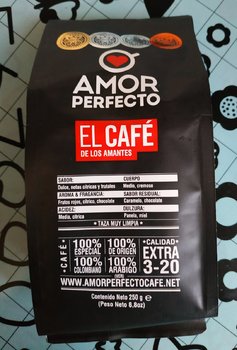 AMOR
PERFECTO
EL CAFÉ
DE LOS AMANTES
SABOR: CUERPO
Dulce, notas cítricas y frutales Medio, cremoso
AROMA & FRAGANCIA: SABOR RESIDUAL:
Frutos rojos, cítrico, chocolate Caramelo, chocolate
ACIDEZ: DULZURA:
Media, cítrica Panela, miel
*TAZA MUY LIMPIA*
CAFÉ
100% ESPECIAL 100% DE ORIGEN CALIDAD
100% COLOMBIANO 100% ARÁBIGO EXTRA 3-20
WWW.AMORPERFECTOCAFE.NET
Contenido Neto 250 g
(Peso Neto 8,8oz)